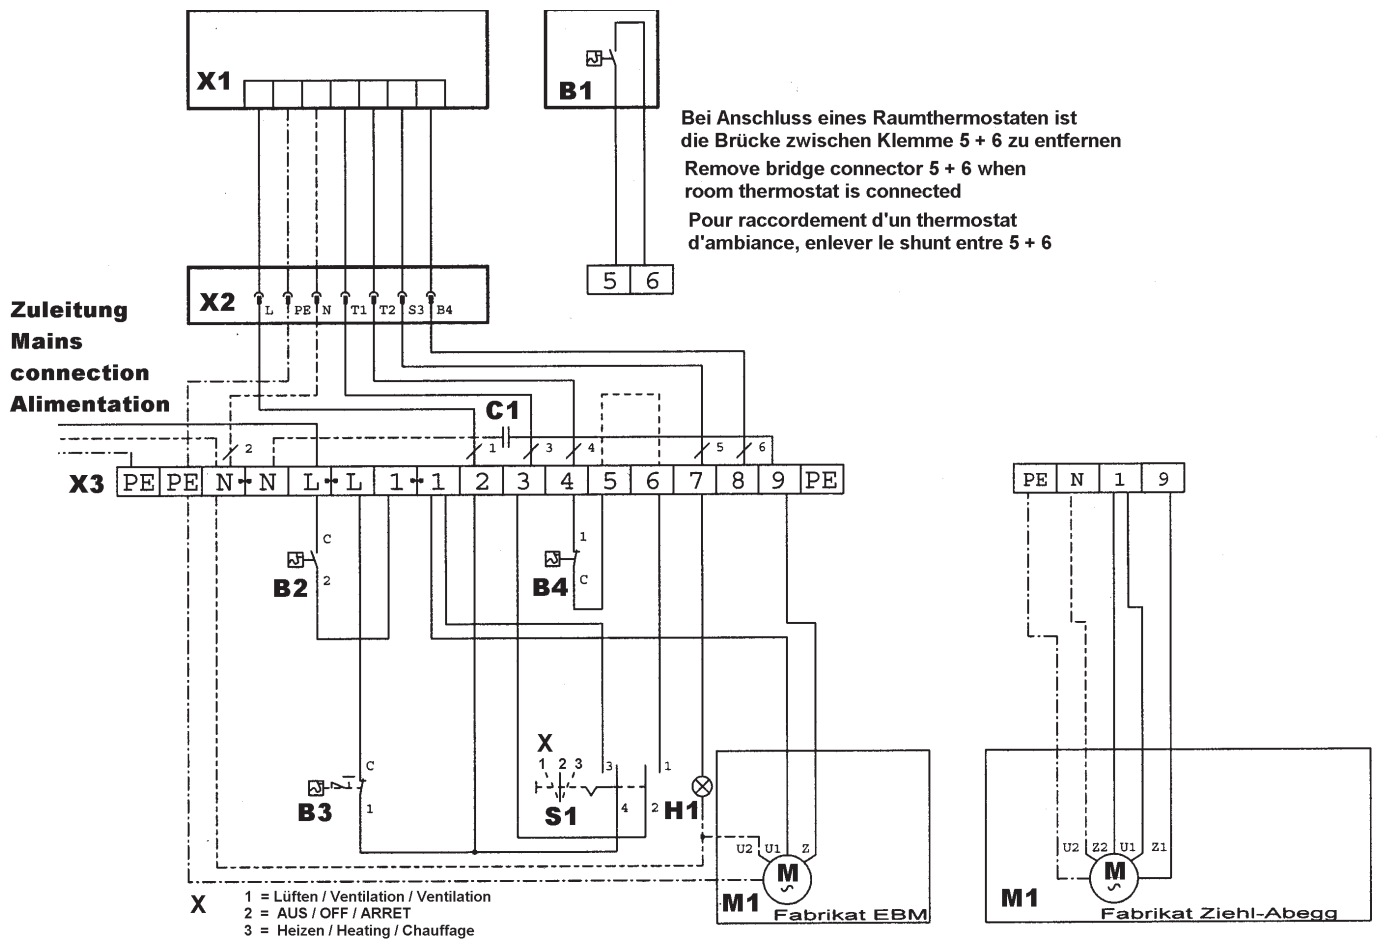 X1
B1
Bei Anschluss eines Raumthermostaten ist
die Brücke zwischen Klemme 5 + 6 zu entfernen
Remove bridge connector 5 + 6 when
room thermostat is connected
Pour raccordement d'un thermostat
d'ambiance, enlever le shunt entre 5 + 6
5 6
X2
L PE N T1 T2 S3 B4
Zuleitung
Mains
connection
Alimentation
C1
2 1 3 4 5 6
X3 PE PE N N L L 1 1 2 3 4 5 6 7 8 9 PE
PE N 1 9
C
B2
2
1
B4
C
C
B3
1
X
1 2 3
S1
3 1
4 2
H1
U2 U1 Z
M
M1
Fabrikat EBM
U2 Z2 U1 Z1
M
M1
Fabrikat Ziehl-Abegg
X
1 = Lüften / Ventilation / Ventilation
2 = AUS / OFF / ARRET
3 = Heizen / Heating / Chauffage